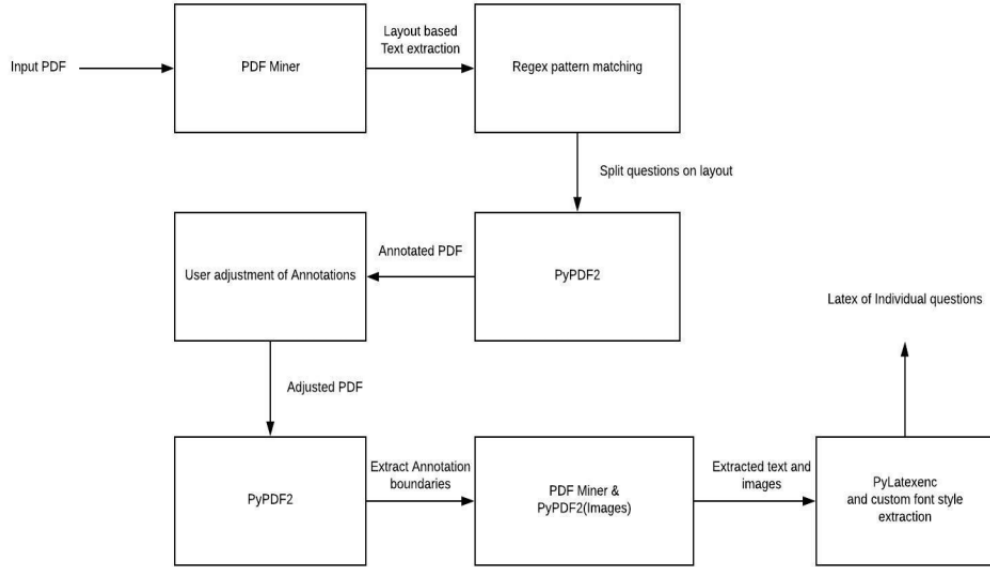 Input PDF
PDF Miner
Layout based
Text extraction
Regex pattern matching
Split questions on layout
PyPDF2
Annotated PDF
User adjustment of Annotations
Adjusted PDF
PyPDF2
Extract Annotation
boundaries
PDF Miner &
PyPDF2(Images)
Extracted text and
images
PyLatexenc
and custom font style
extraction
Latex of Individual questions